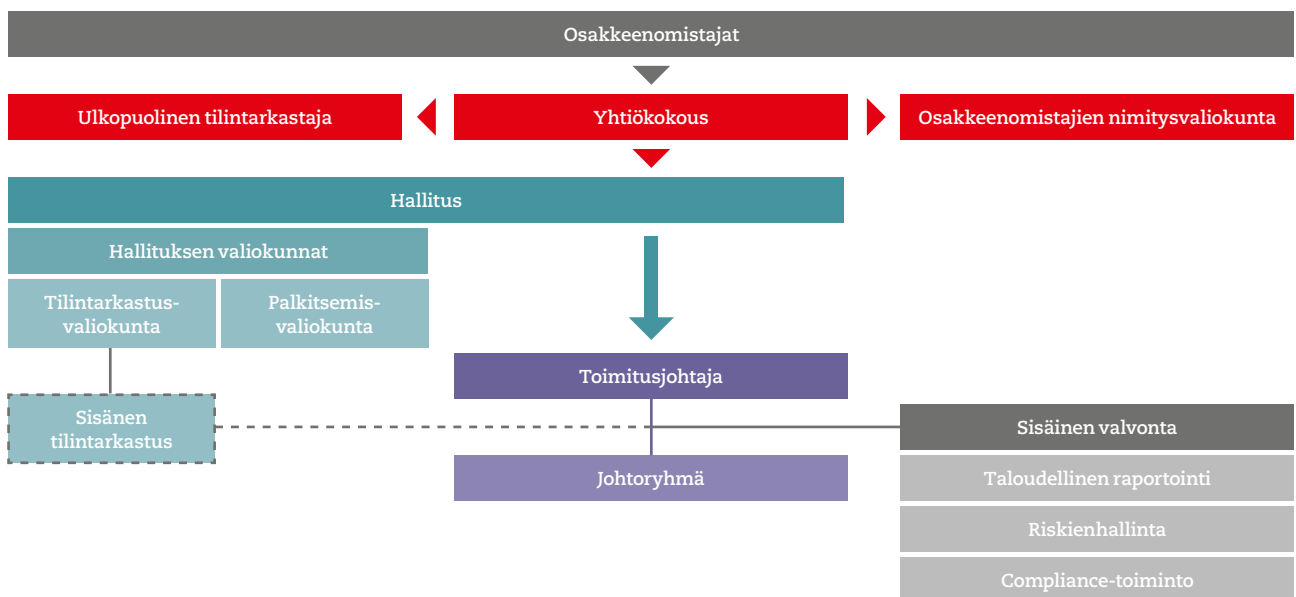 Osakkeenomistajat
Ulkopuolinen tilintarkastaja
Yhtiökokous
Osakkeenomistajien nimitysvaliokunta
Hallitus
Hallituksen valiokunnat
Tilintarkastus-
valiokunta
Palkitsemis-
valiokunta
Toimitusjohtaja
Sisänen
tilintarkastus
Sisäinen valvonta
Johtoryhmä
Taloudellinen raportointi
Riskienhallinta
Compliance-toiminto